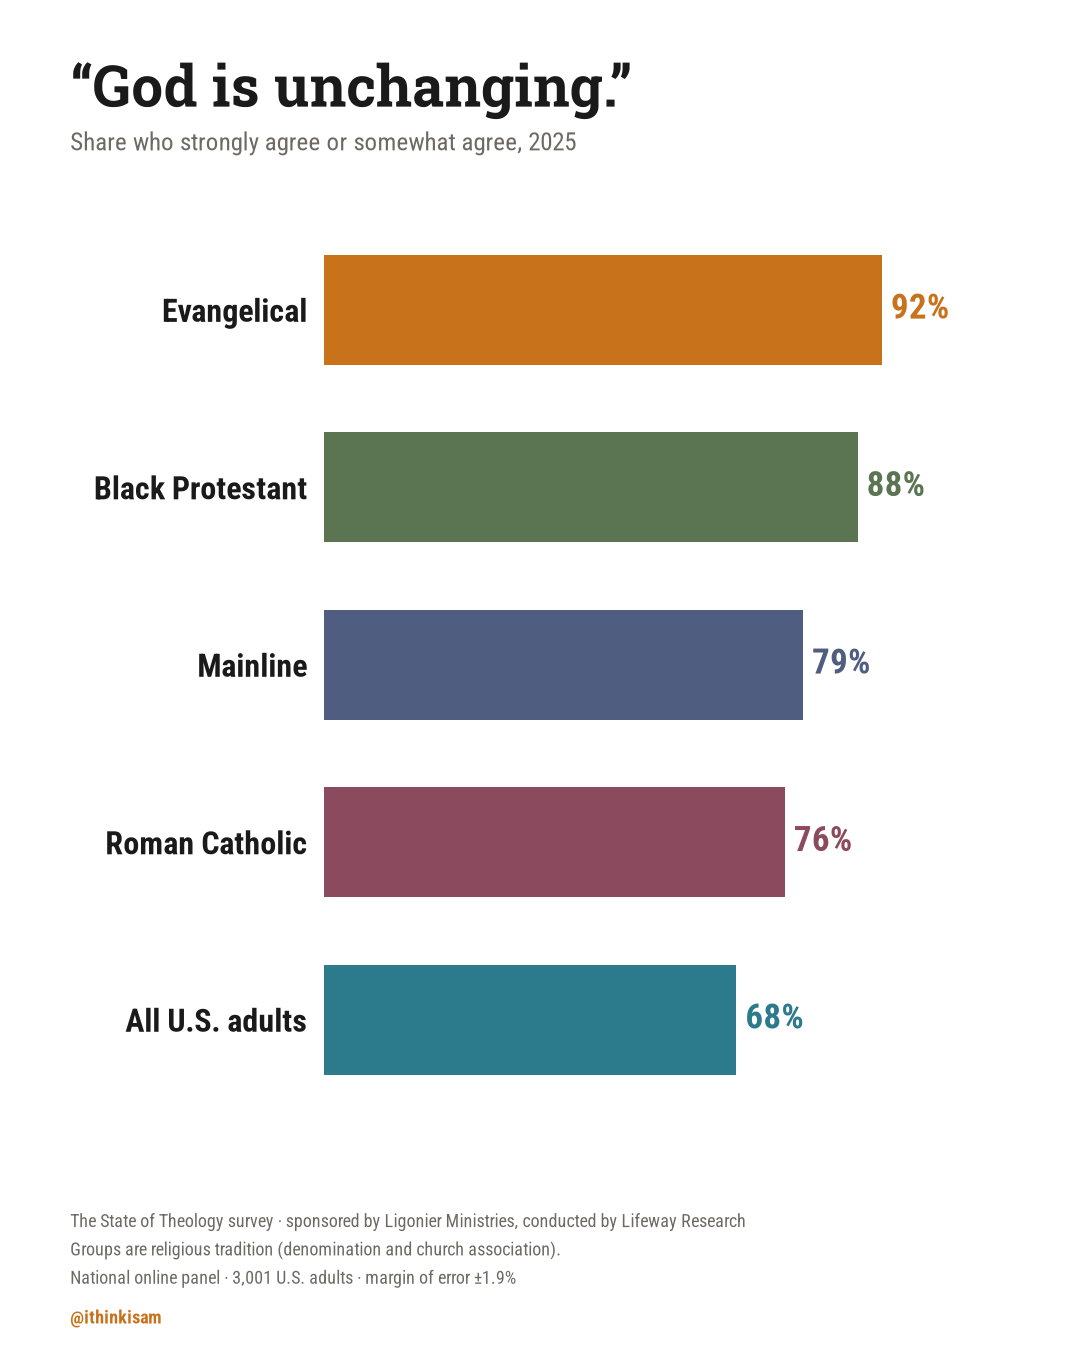 “God is unchanging.”
Share who strongly agree or somewhat agree, 2025
Evangelical 92%
Black Protestant 88%
Mainline 79%
Roman Catholic 76%
All U.S. adults 68%
The State of Theology survey · sponsored by Ligonier Ministries, conducted by Lifeway Research
Groups are religious tradition (denomination and church association).
National online panel · 3,001 U.S. adults · margin of error ±1.9%
@ithinkisam